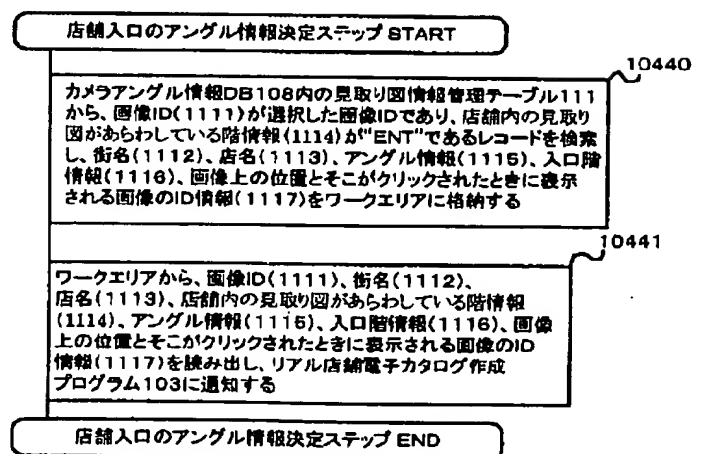 店舗入口のアングル情報決定ステップ START
10440
カメラアングル情報DB108内の見取り図情報管理テーブル111
から、画像ID(1111)が選択した画像IDであり、店舗内の見取り
図があらわしている階情報(1114)が"ENT"であるレコードを検索
し、街名(1112)、店名(1113)、アングル情報(1115)、入口階
情報(1116)、画像上の位置とそこがクリックされたときに表示
される画像のID情報(1117)をワークエリアに格納する
10441
ワークエリアから、画像ID(1111)、街名(1112)、
店名(1113)、店舗内の見取り図があらわしている階情報
(1114)、アングル情報(1115)、入口階情報(1116)、画像
上の位置とそこがクリックされたときに表示される画像のID
情報(1117)を読み出し、リアル店舗電子カタログ作成
プログラム103に通知する
店舗入口のアングル情報決定ステップ END